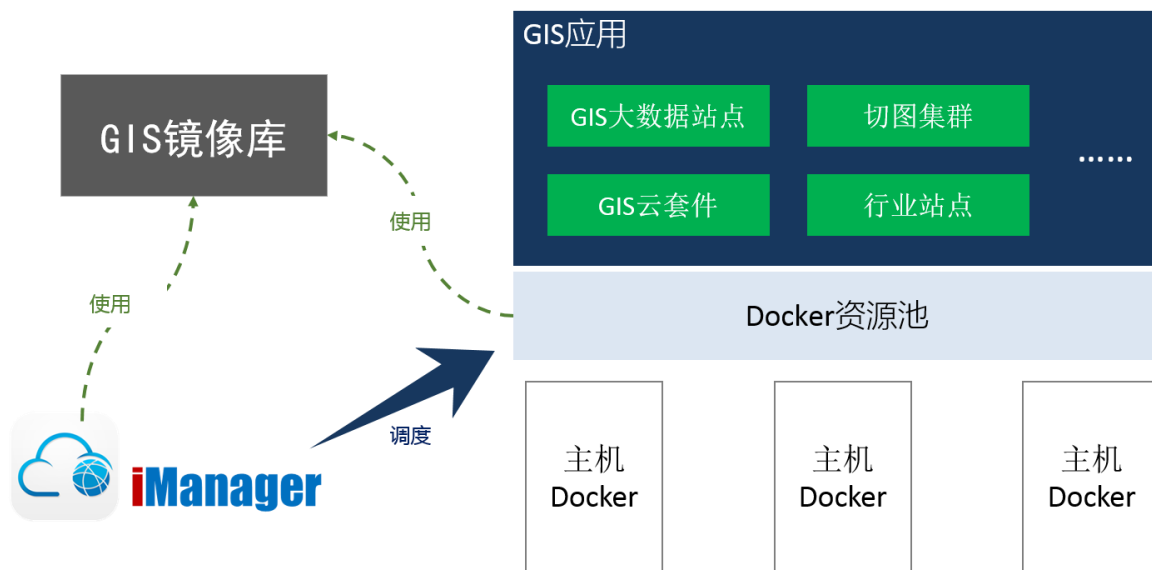 GIS应用
GIS镜像库
GIS大数据站点
切图集群
……
GIS云套件
行业站点
使用
使用
Docker资源池
调度
iManager
主机
Docker
主机
Docker
主机
Docker